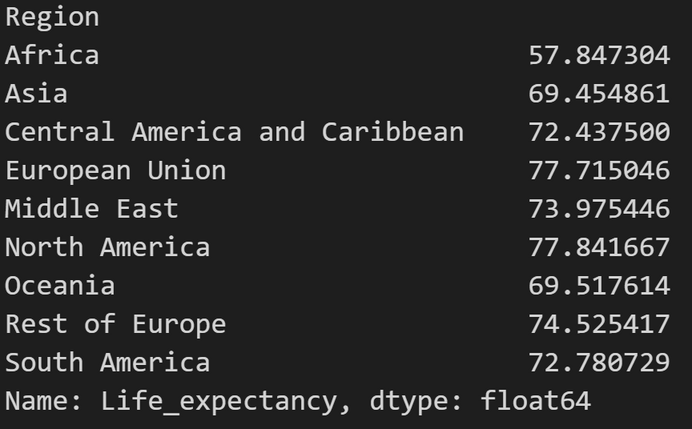 Region
Africa                         57.847304
Asia                           69.454861
Central America and Caribbean  72.437500
European Union                 77.715046
Middle East                    73.975446
North America                  77.841667
Oceania                        69.517614
Rest of Europe                 74.525417
South America                  72.780729
Name: Life_expectancy, dtype: float64